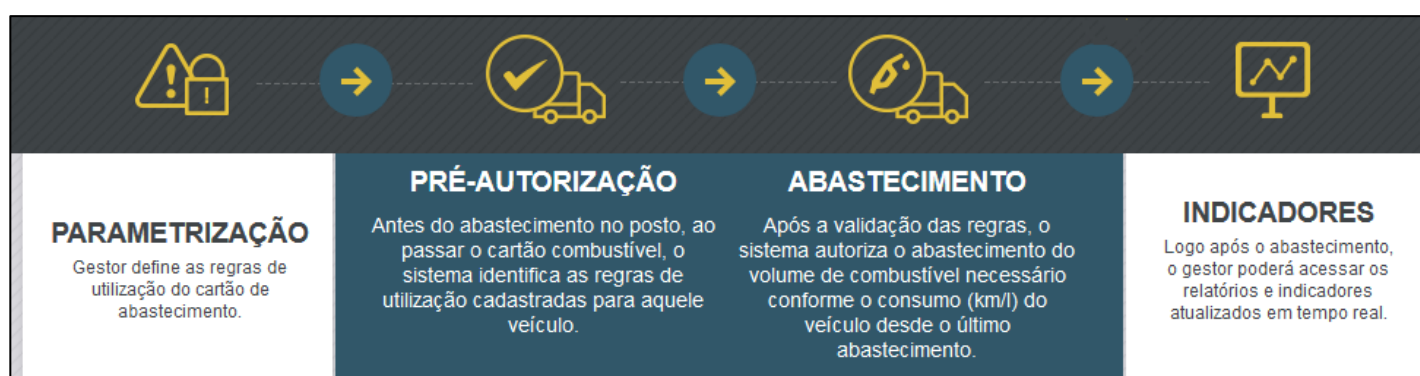 PARAMETRIZAÇÃO
Gestor define as regras de
utilização do cartão de
abastecimento.
PRÉ-AUTORIZAÇÃO
Antes do abastecimento no posto, ao
passar o cartão combustível, o
sistema identifica as regras de
utilização cadastradas para aquele
veículo.
ABASTECIMENTO
Após a validação das regras, o
sistema autoriza o abastecimento do
volume de combustível necessário
conforme o consumo (km/l) do
veículo desde o último
abastecimento.
INDICADORES
Logo após o abastecimento,
o gestor poderá acessar os
relatórios e indicadores
atualizados em tempo real.